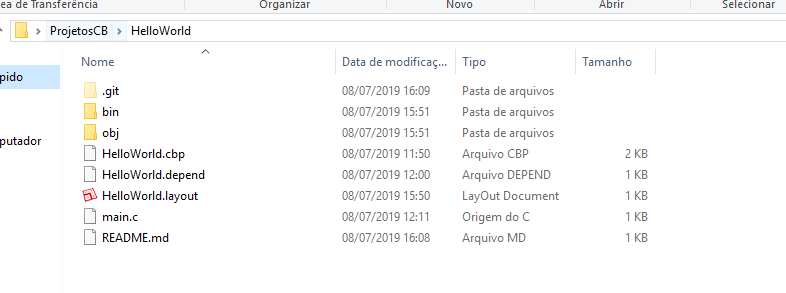 ea de Transferência Organizar Novo Abrir Selecionar
ProjetosCB HelloWorld
Nome Data de modificaç... Tipo Tamanho
pido
.git 08/07/2019 16:09 Pasta de arquivos
bin 08/07/2019 15:51 Pasta de arquivos
obj 08/07/2019 15:51 Pasta de arquivos
putador
HelloWorld.cbp 08/07/2019 11:50 Arquivo CBP 2 KB
HelloWorld.depend 08/07/2019 12:00 Arquivo DEPEND 1 KB
HelloWorld.layout 08/07/2019 15:50 LayOut Document 1 KB
main.c 08/07/2019 12:11 Origem do C 1 KB
README.md 08/07/2019 16:08 Arquivo MD 1 KB